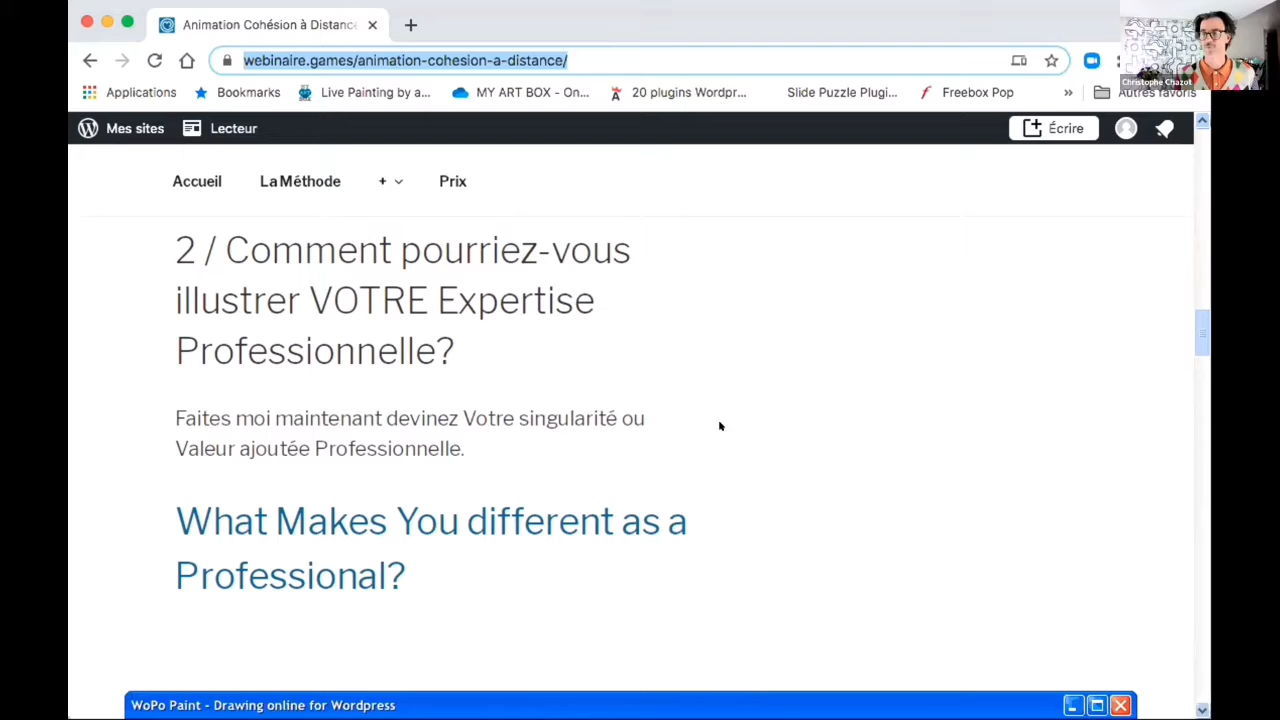 Animation Cohésion à Distance
webinaire.games/animation-cohesion-a-distance/
Christophe Chazot
Applications Bookmarks Live Painting by a... MY ART BOX - On... 20 plugins Wordpr... Slide Puzzle Plugi... Freebox Pop » Autres favoris
Mes sites Lecteur Écrire
Accueil La Méthode + Prix
2 / Comment pourriez-vous
illustrer VOTRE Expertise
Professionnelle?
Faites moi maintenant devinez Votre singularité ou
Valeur ajoutée Professionnelle.
What Makes You different as a
Professional?
WoPo Paint - Drawing online for Wordpress